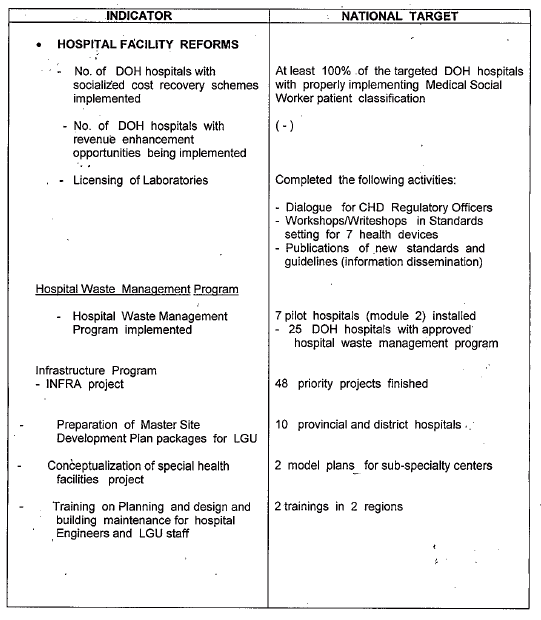 INDICATOR
NATIONAL TARGET
• HOSPITAL FACILITY REFORMS
- No. of DOH hospitals with
socialized cost recovery schemes
implemented
At least 100% of the targeted DOH hospitals
with properly implementing Medical Social
Worker patient classification
- No. of DOH hospitals with
revenue enhancement
opportunities being implemented
( - )
- Licensing of Laboratories
Completed the following activities:
- Dialogue for CHD Regulatory Officers
- Workshops/Writeshops in Standards
setting for 7 health devices
- Publications of new standards and
guidelines (information dissemination)
Hospital Waste Management Program
- Hospital Waste Management
Program implemented
7 pilot hospitals (module 2) installed
- 25 DOH hospitals with approved
hospital waste management program
Infrastructure Program
- INFRA project
48 priority projects finished
- Preparation of Master Site
Development Plan packages for LGU
10 provincial and district hospitals
- Conceptualization of special health
facilities project
2 model plans for sub-specialty centers
- Training on Planning and design and
building maintenance for hospital
Engineers and LGU staff
2 trainings in 2 regions